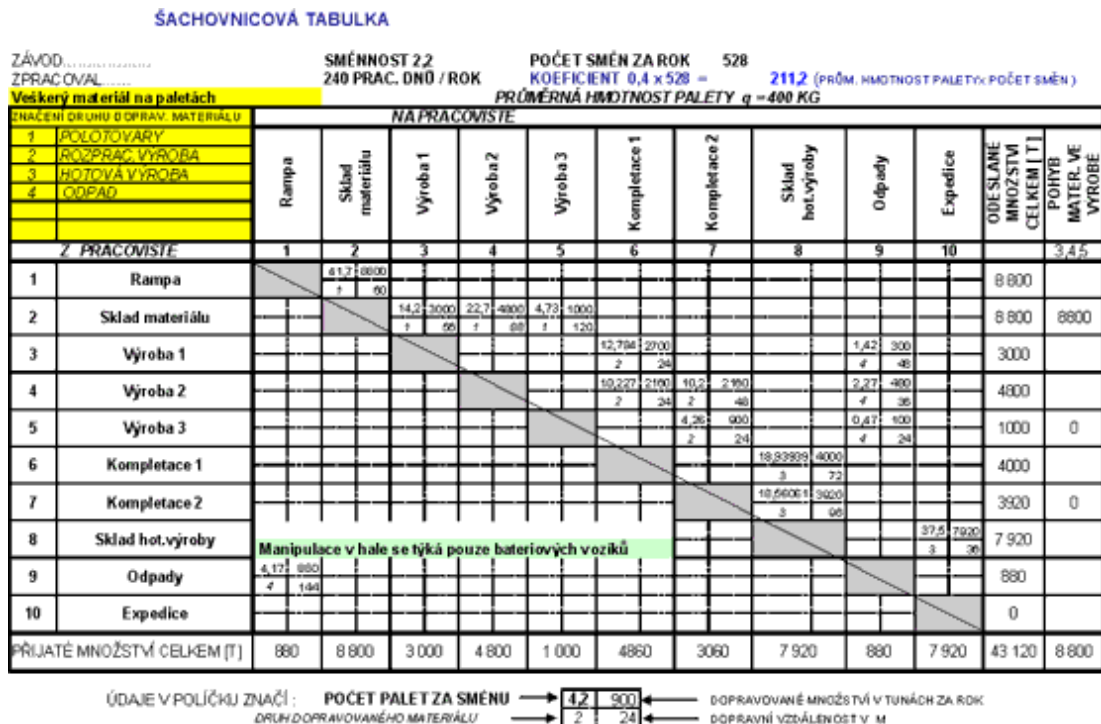 ŠACHOVNICOVÁ TABULKA
ZÁVOD.................... SMÉNNOST 2,2 POČET SMĚN ZA ROK 528
ZPRACOVAL...... 240 PRAC. DNŮ / ROK KOEFICIENT 0,4 x 528 = 211,2 (PRŮM. HMOTNOST PALETYx POČET SMĚN )
Veškerý materiál na paletách PRŮMĚRNÁ HMOTNOST PALETY q =400 KG
ZNAČENÍ DRUHU DOPRAV. MATERIÁLU NA PRACOVISTE
1 POLOTOVARY
2 ROZPRAC.VÝROBA
3 HOTOVÁ VÝROBA
4 ODPAD
Rampa
Sklad materiálu
Výroba 1
Výroba 2
Výroba 3
Kompletace 1
Kompletace 2
Sklad hot.výroby
Odpady
Expedice
ODESLANÉ MNOŽSTVÍ CELKEM [ T ]
POHYB MATER. VE VÝROBE
Z PRACOVISTE 1 2 3 4 5 6 7 8 9 10 3,4,5
1 Rampa 41,7 8800 8 800
1 60
2 Sklad materiálu 14,2 3000 22,7 4800 4,73 1000 8 800 8800
1 66 1 88 1 120
3 Výroba 1 12,784 2700 1,42 300 3000
2 24 4 48
4 Výroba 2 10,227 2160 10,2 2160 2,27 480 4800
2 24 2 48 4 36
5 Výroba 3 4,26 900 0,47 100 1000 0
2 24 4 24
6 Kompletace 1 18,93939 4000 4000
3 72
7 Kompletace 2 18,56061 3920 3920 0
3 96
8 Sklad hot.výroby 37,5 7920 7 920
Manipulace v hale se týká pouze bateriových vozíků 3 36
9 Odpady 4,17 880 880
4 144
10 Expedice 0
PŘIJATÉ MNOŽSTVÍ CELKEM [T] 880 8 800 3 000 4 800 1 000 4860 3060 7 920 880 7 920 43 120 8 800
ÚDAJE V POLÍČKU ZNAČÍ : POČET PALET ZA SMĚNU 4,2 900 DOPRAVOVANÉ MNOŽSTVÍ V TUNÁCH ZA ROK
DRUH DOPRAVOVANÉHO MATERIÁLU 2 24 DOPRAVNÍ VZDÁLENOST V M